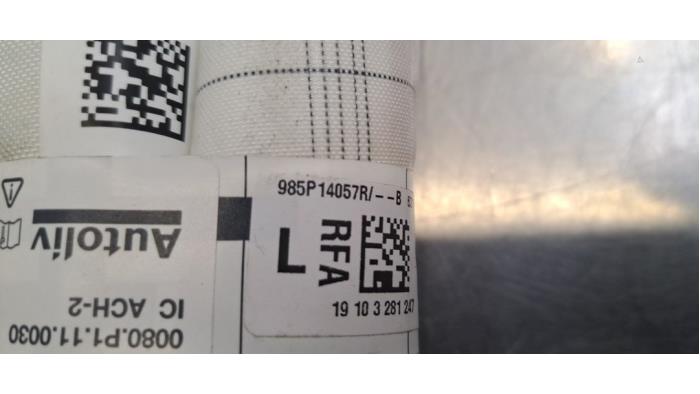 985P14057R/--B
L
RFA
19 10 3 281 247
Autoliv
IC ACH-2
0080.P1.11.0030